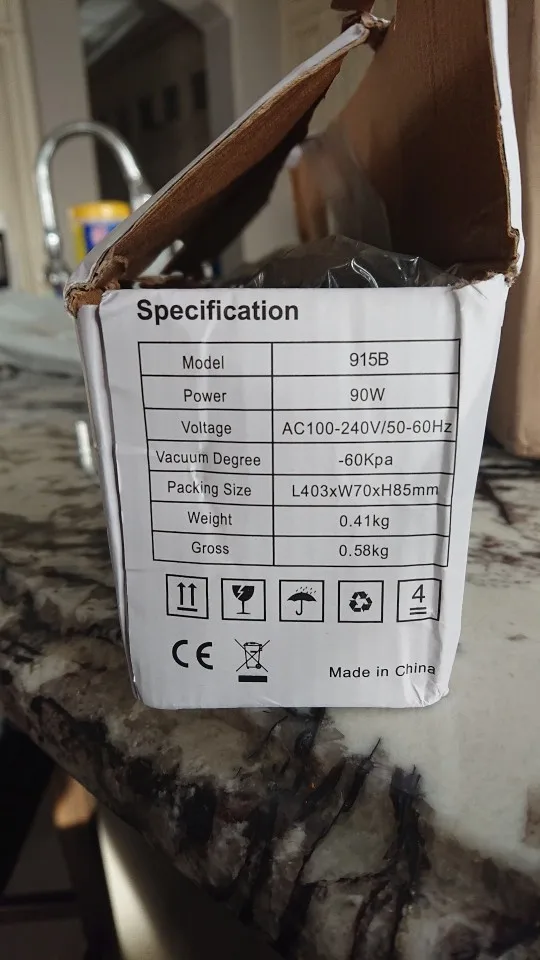 Specification
Model 915B
Power 90W
Voltage AC100-240V/50-60Hz
Vacuum Degree -60Kpa
Packing Size L403xW70xH85mm
Weight 0.41kg
Gross 0.58kg
4
CE
Made in China